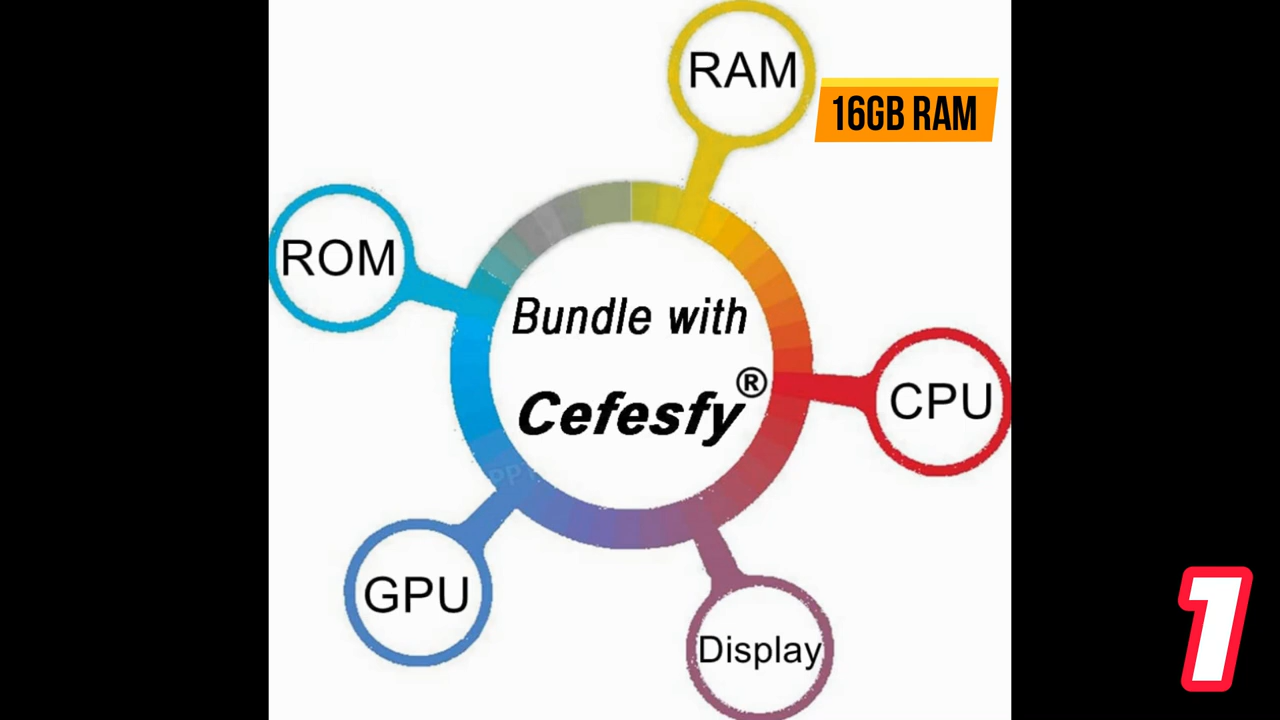 RAM
16GB RAM
ROM
Bundle with
Cefesfy®
CPU
GPU
Display
1